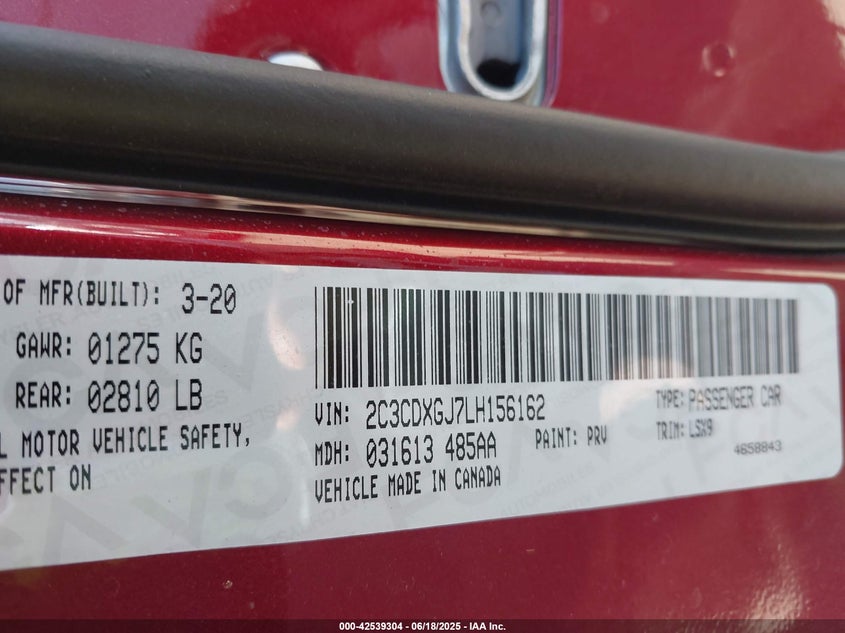 OF MFR(BUILT): 3-20
GAWR: 01275 KG
REAR: 02810 LB
L MOTOR VEHICLE SAFETY,
FFECT ON
VIN: 2C3CDXGJ7LH156162
TYPE: PASSENGER CAR
MDH: 031613 485AA
PAINT: PRV
TRIM: LSX9
VEHICLE MADE IN CANADA
4658843
000-42539304 / 06/18/2025 - IAA Inc.